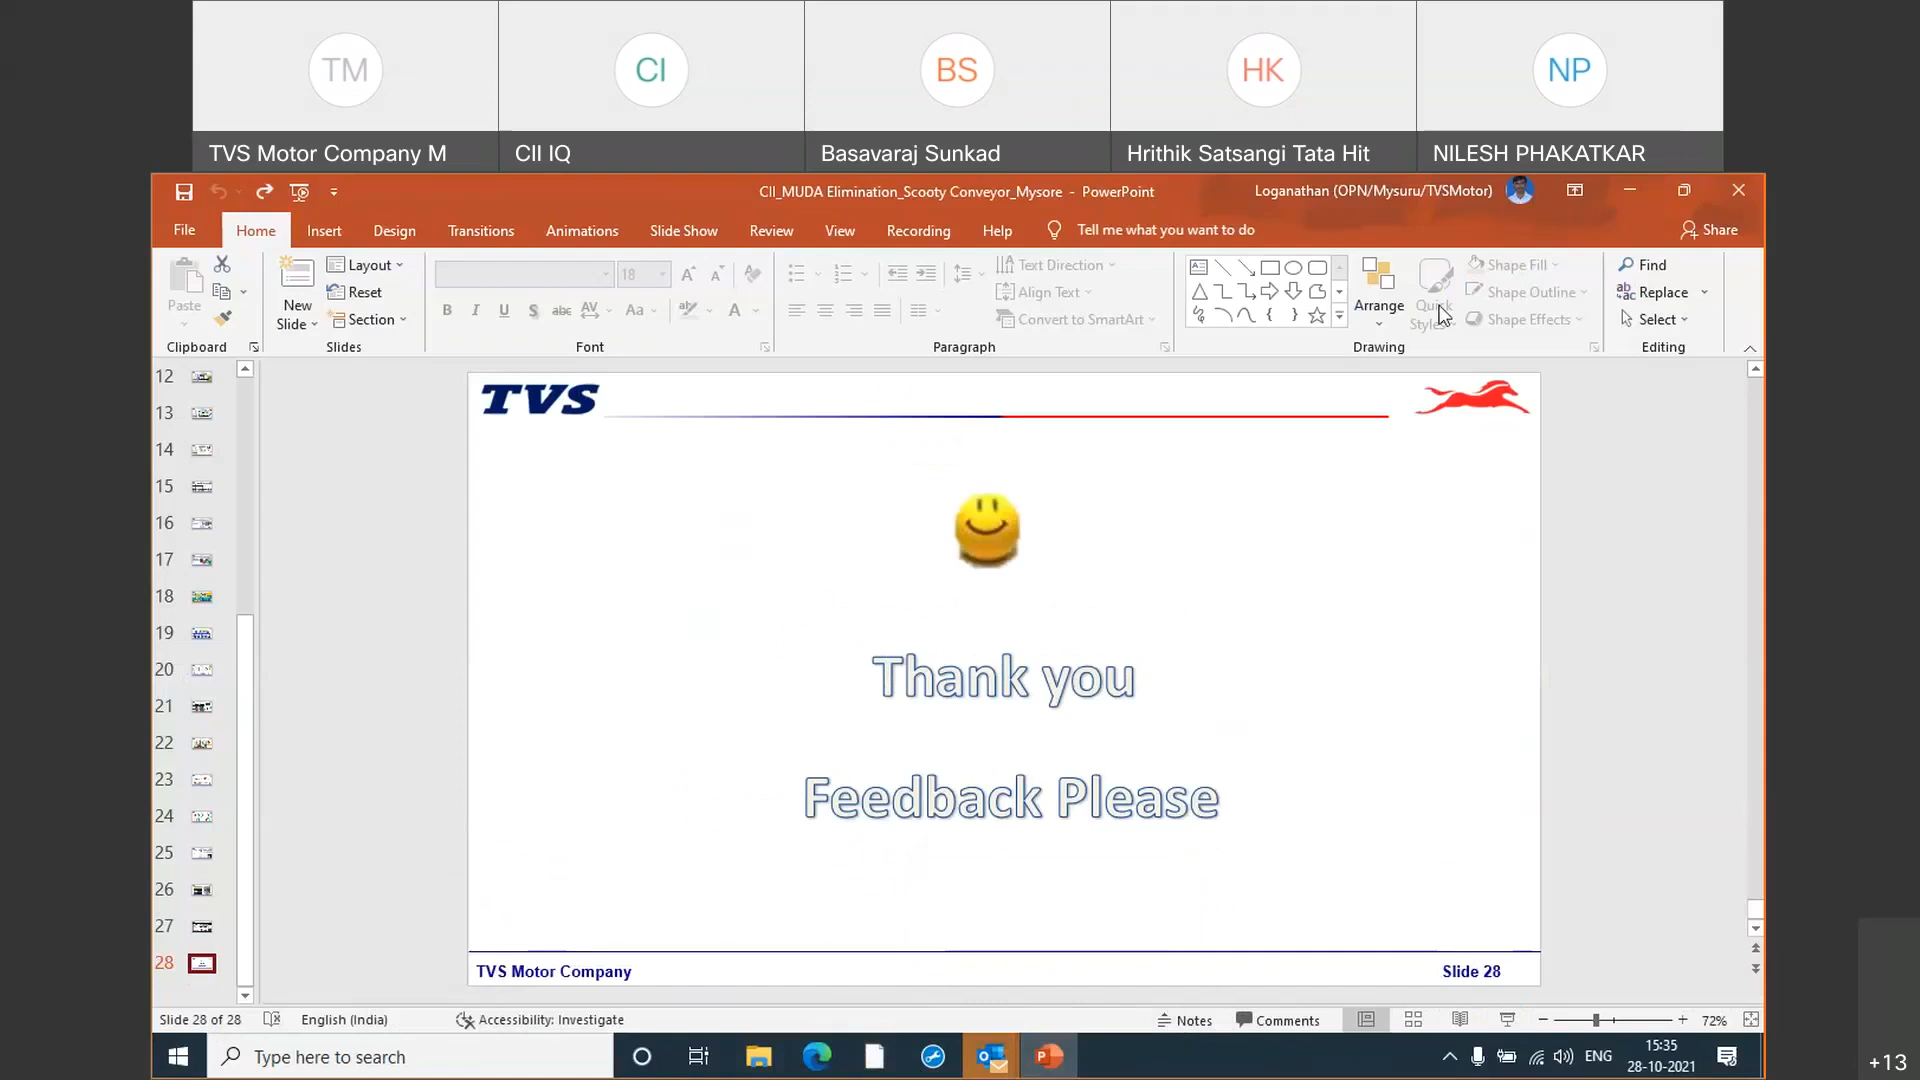 TM
CI
BS
HK
NP
TVS Motor Company M
CII IQ
Basavaraj Sunkad
Hrithik Satsangi Tata Hit
NILESH PHAKATKAR
CII_MUDA Elimination_Scooty Conveyor_Mysore - PowerPoint
Loganathan (OPN/Mysuru/TVSMotor)
File
Home
Insert
Design
Transitions
Animations
Slide Show
Review
View
Recording
Help
Tell me what you want to do
Share
Paste
New
Slide
Layout
Reset
Section
18
B I U S abc AV Aa A
Text Direction
Align Text
Convert to SmartArt
Arrange
Quick
Styles
Shape Fill
Shape Outline
Shape Effects
Find
Replace
Select
Clipboard
Slides
Font
Paragraph
Drawing
Editing
12
13
14
15
16
17
18
19
20
21
22
23
24
25
26
27
28
TVS
Thank you
Feedback Please
TVS Motor Company
Slide 28
Slide 28 of 28
English (India)
Accessibility: Investigate
Notes
Comments
72%
Type here to search
ENG
15:35
28-10-2021
+13